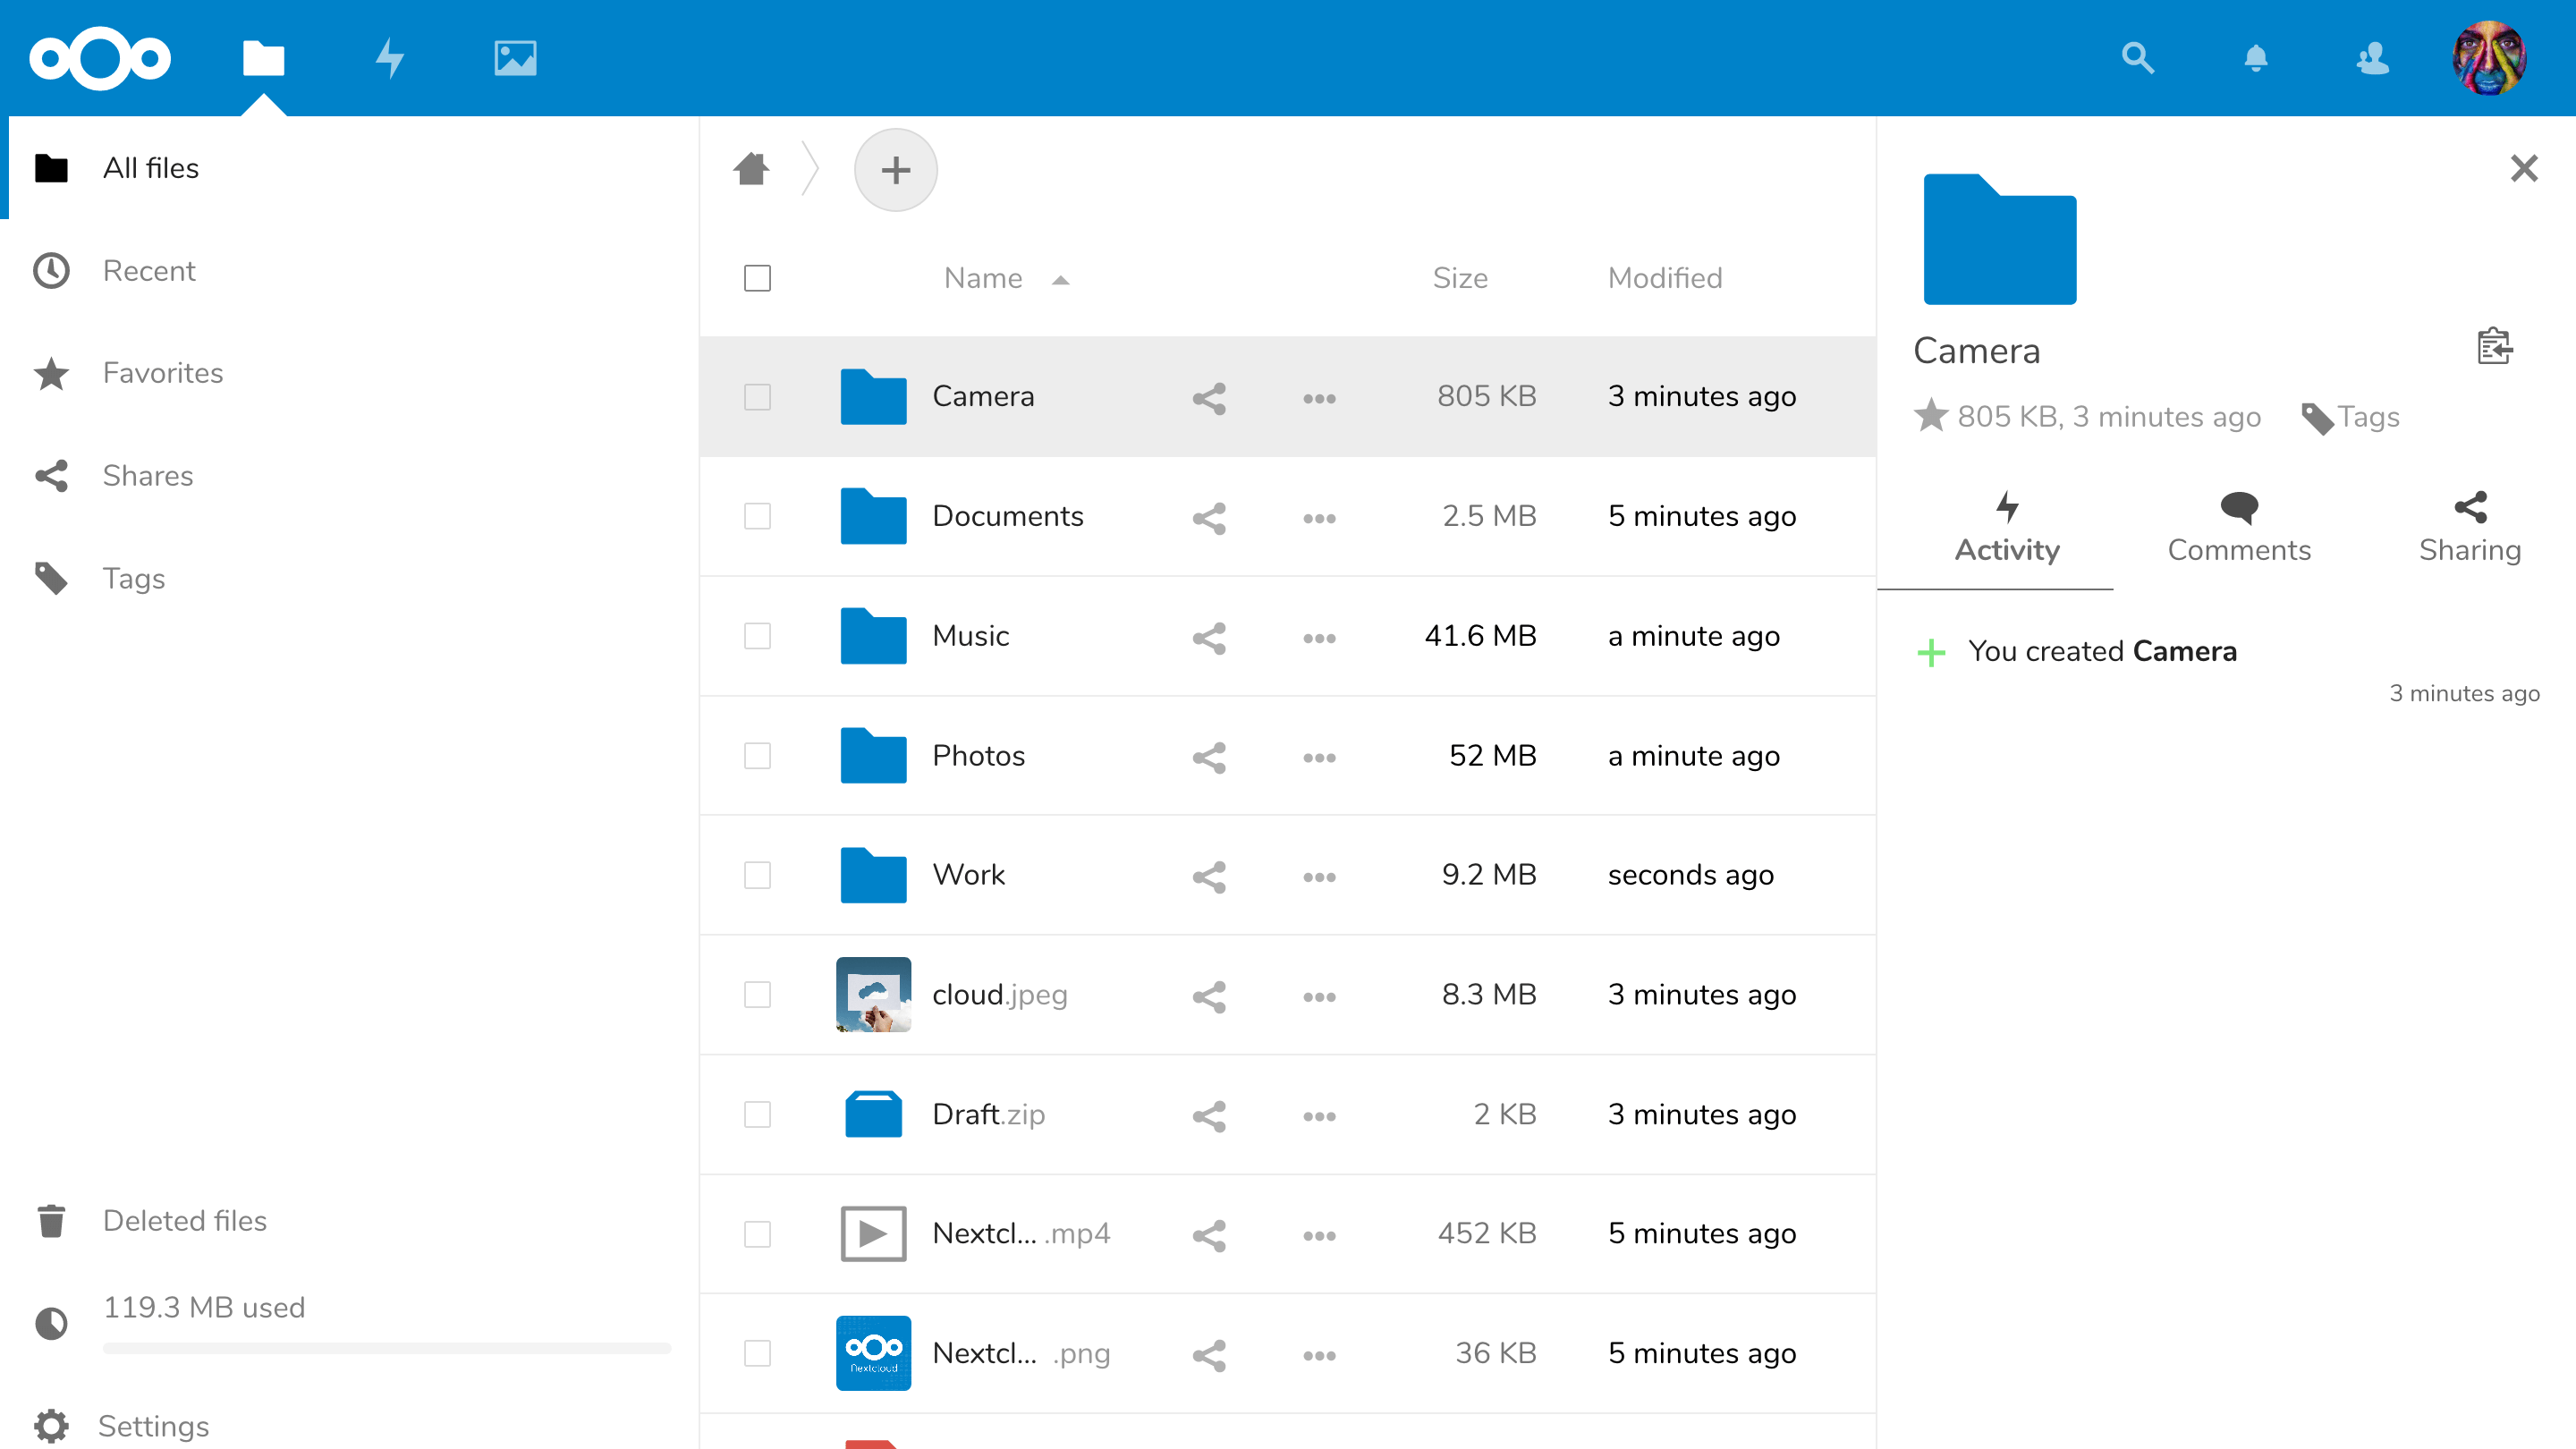 All files
Recent
Favorites
Shares
Tags
Deleted files
119.3 MB used
Settings
Name Size Modified
Camera 805 KB 3 minutes ago
Documents 2.5 MB 5 minutes ago
Music 41.6 MB a minute ago
Photos 52 MB a minute ago
Work 9.2 MB seconds ago
cloud.jpeg 8.3 MB 3 minutes ago
Draft.zip 2 KB 3 minutes ago
Nextcl... .mp4 452 KB 5 minutes ago
Nextcloud
Nextcl... .png 36 KB 5 minutes ago
Camera
805 KB, 3 minutes ago Tags
Activity Comments Sharing
You created Camera
3 minutes ago